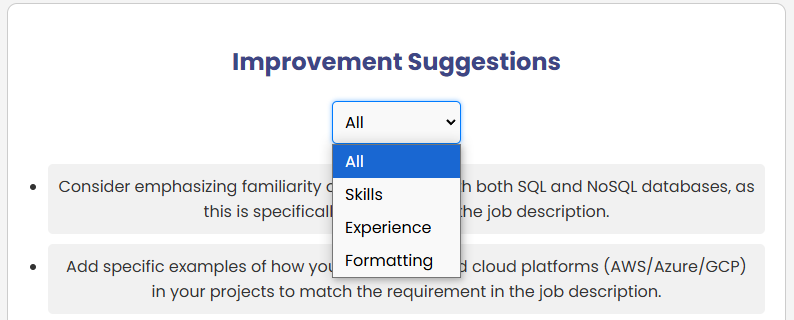 Improvement Suggestions
All
All
Skills
Experience
Formatting
Consider emphasizing familiarity h both SQL and NoSQL databases, as
this is specifical he job description.
Add specific examples of how you d cloud platforms (AWS/Azure/GCP)
in your projects to match the requirement in the job description.